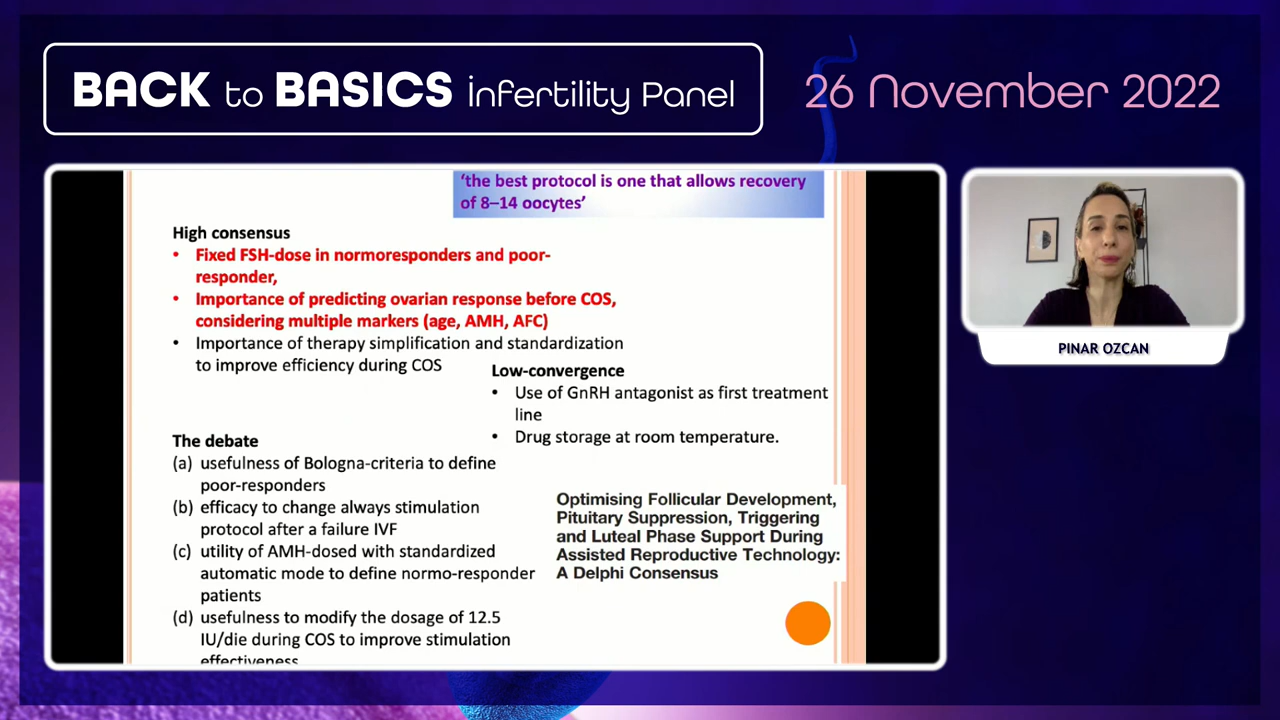 BACK to BASICS infertility Panel
26 November 2022
'the best protocol is one that allows recovery
of 8–14 oocytes'
High consensus
• Fixed FSH-dose in normoresponders and poor-
responder,
• Importance of predicting ovarian response before COS,
considering multiple markers (age, AMH, AFC)
• Importance of therapy simplification and standardization
to improve efficiency during COS
Low-convergence
• Use of GnRH antagonist as first treatment
line
• Drug storage at room temperature.
The debate
(a) usefulness of Bologna-criteria to define
poor-responders
(b) efficacy to change always stimulation
protocol after a failure IVF
(c) utility of AMH-dosed with standardized
automatic mode to define normo-responder
patients
(d) usefulness to modify the dosage of 12.5
IU/die during COS to improve stimulation
effectiveness
Optimising Follicular Development,
Pituitary Suppression, Triggering
and Luteal Phase Support During
Assisted Reproductive Technology:
A Delphi Consensus
PINAR OZCAN